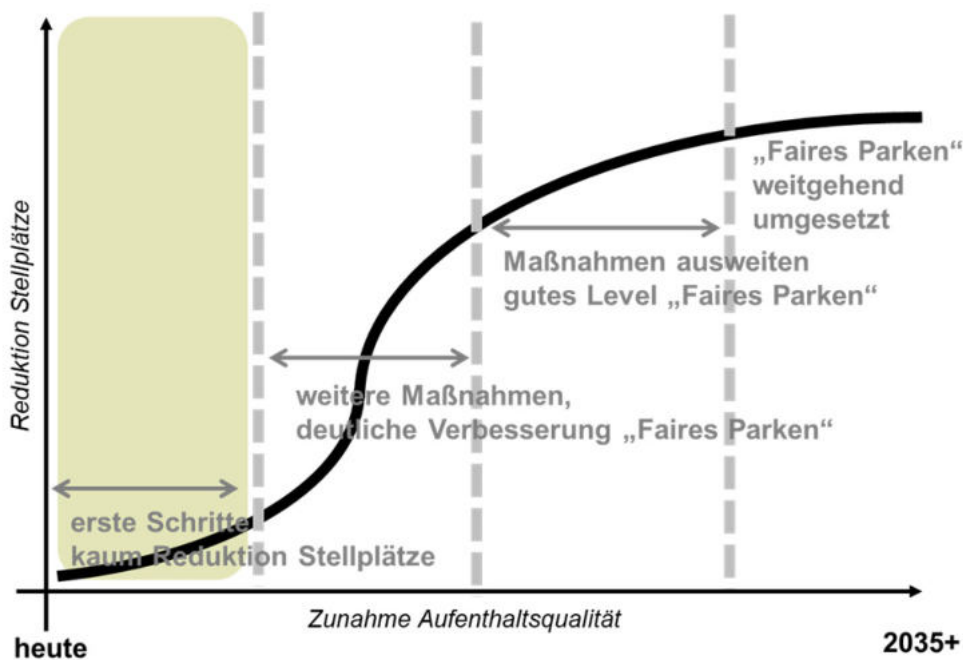 Reduktion Stellplätze
„Faires Parken“
weitgehend
umgesetzt
Maßnahmen ausweiten
gutes Level „Faires Parken“
weitere Maßnahmen,
deutliche Verbesserung „Faires Parken“
erste Schritte
kaum Reduktion Stellplätze
Zunahme Aufenthaltsqualität
heute
2035+